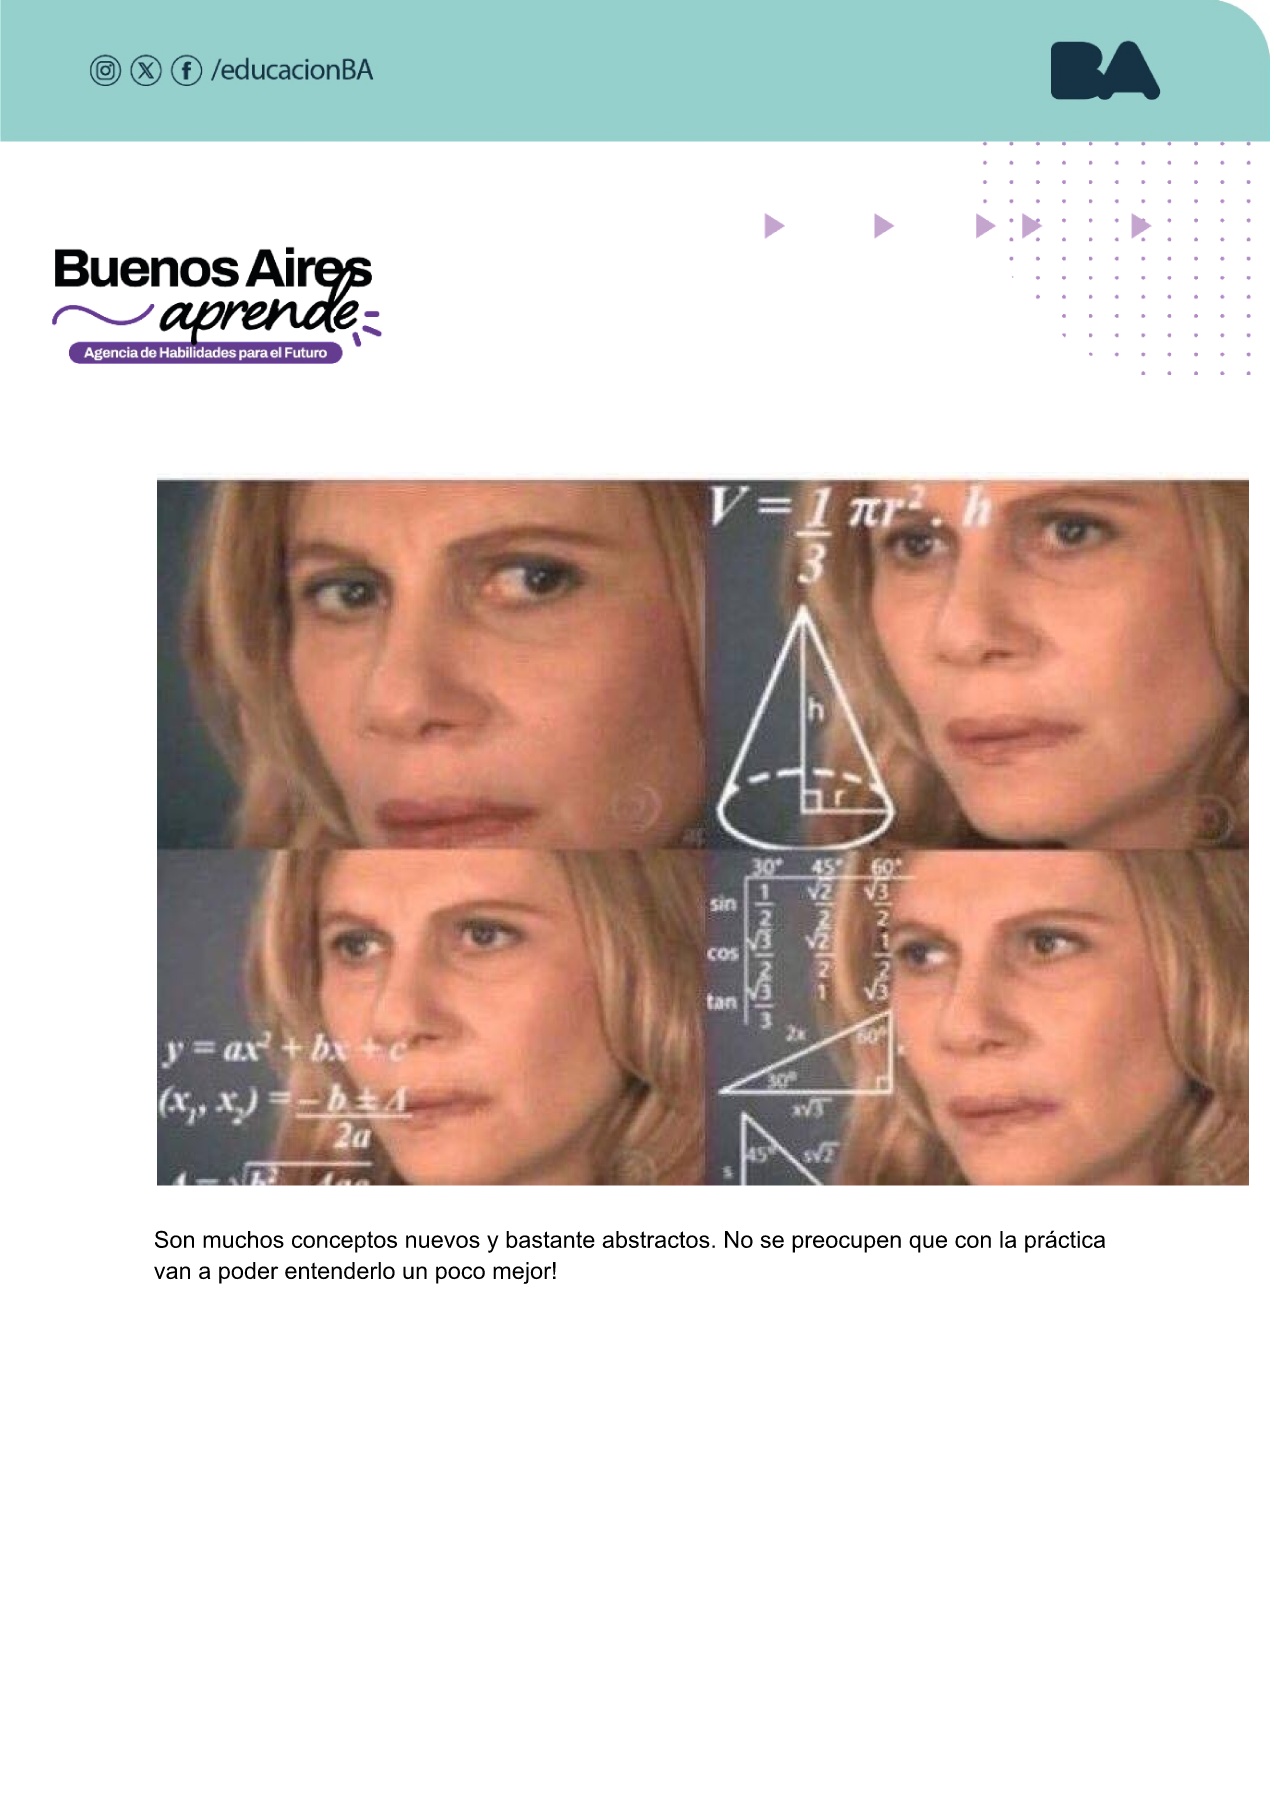 /educacionBA
BA
Buenos Aires
aprende
Agencia de Habilidades para el Futuro
V = 1/3 πr². h
h
r
30° 45° 60°
sin 1/2 √2/2 √3/2
cos √3/2 √2/2 1/2
tan √3/3 1 √3
2x 60°
30°
x√3
45° s√2
s
y = ax² + bx + c
(x₁, x₂) = - b ± Δ
2a
Son muchos conceptos nuevos y bastante abstractos. No se preocupen que con la práctica
van a poder entenderlo un poco mejor!